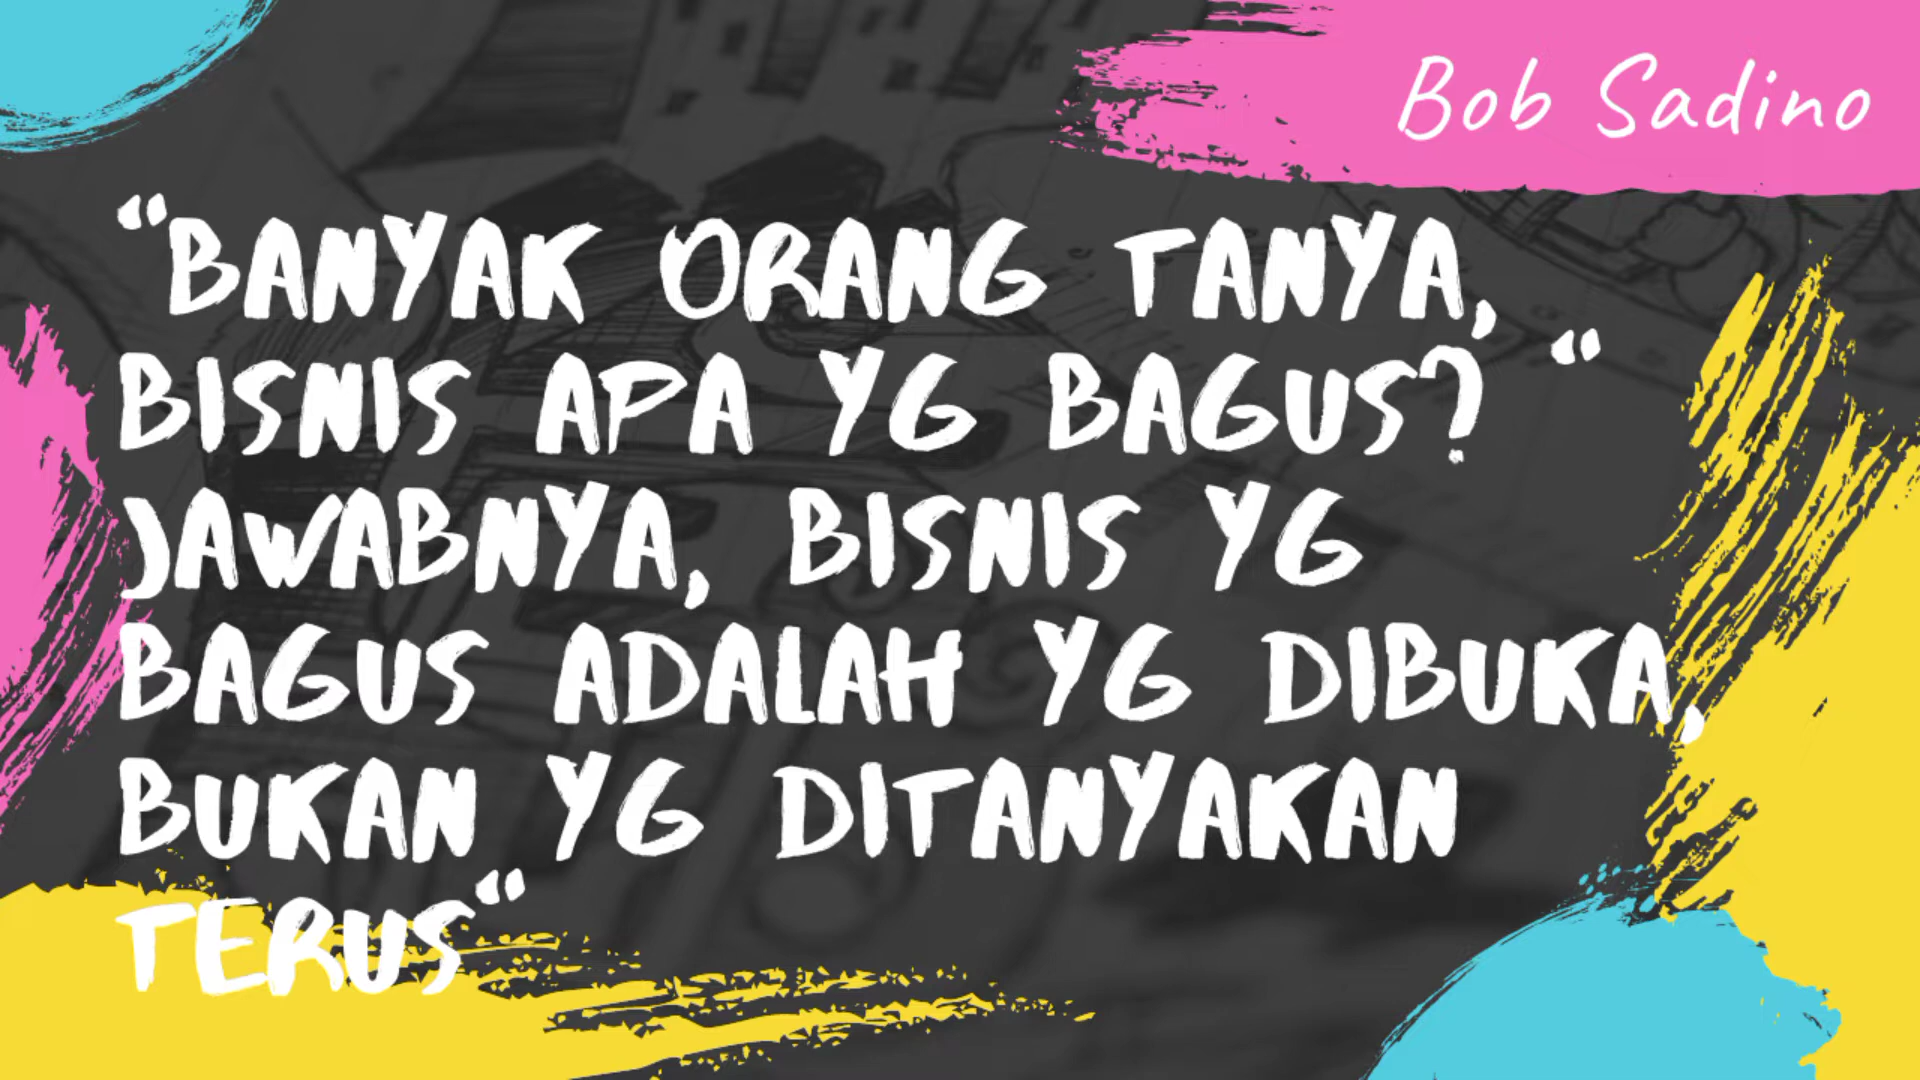 Bob Sadino
“BANYAK ORANG TANYA,
BISNIS APA YG BAGUS? “
JAWABNYA, BISNIS YG
BAGUS ADALAH YG DIBUKA,
BUKAN YG DITANYAKAN
TERUS“